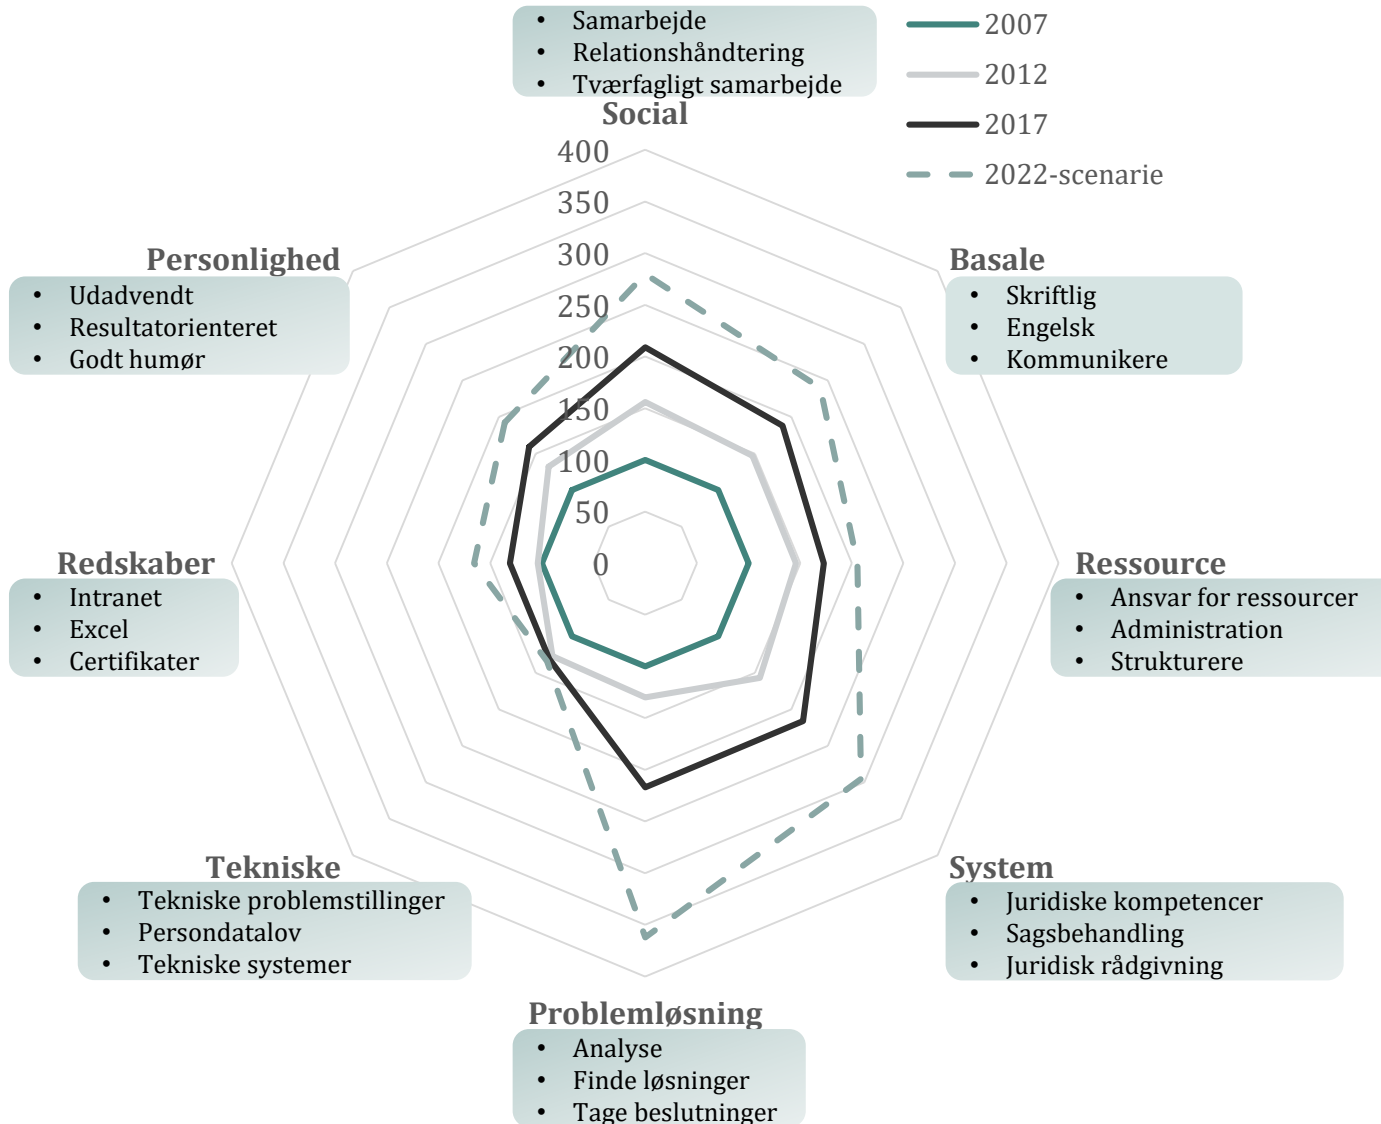 • Samarbejde
• Relationshåndtering
• Tværfagligt samarbejde
Social
2007
2012
2017
2022-scenarie
400
350
300
250
200
150
100
50
0
Personlighed
• Udadvendt
• Resultatorienteret
• Godt humør
Basale
• Skriftlig
• Engelsk
• Kommunikere
Redskaber
• Intranet
• Excel
• Certifikater
Ressource
• Ansvar for ressourcer
• Administration
• Strukturere
Tekniske
• Tekniske problemstillinger
• Persondatalov
• Tekniske systemer
System
• Juridiske kompetencer
• Sagsbehandling
• Juridisk rådgivning
Problemløsning
• Analyse
• Finde løsninger
• Tage beslutninger